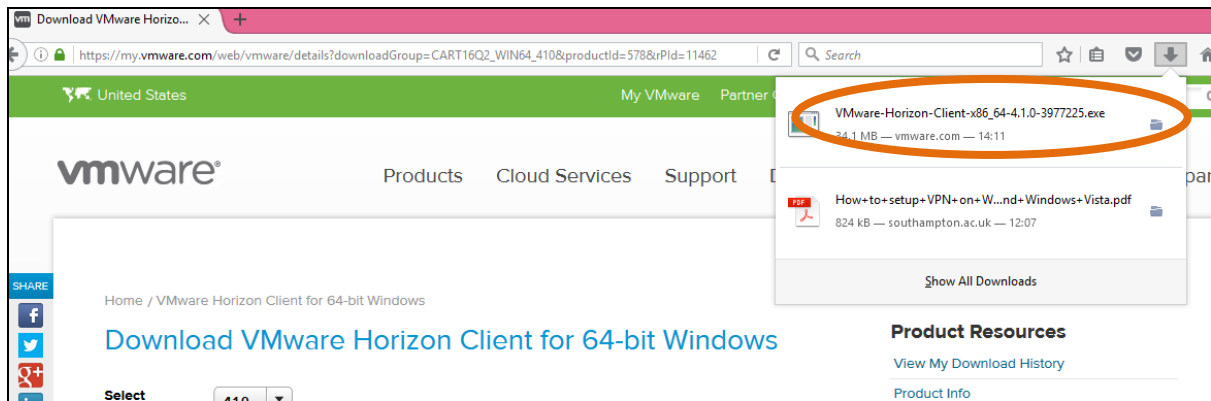 Download VMware Horizo...
https://my.vmware.com/web/vmware/details?downloadGroup=CART16Q2_WIN64_410&productId=578&rPId=11462
Search
United States
My VMware Partner
VMware-Horizon-Client-x86_64-4.1.0-3977225.exe
34.1 MB — vmware.com — 14:11
vmware®
Products Cloud Services Support
How+to+setup+VPN+on+W...nd+Windows+Vista.pdf
824 kB — southampton.ac.uk — 12:07
Show All Downloads
SHARE
Home / VMware Horizon Client for 64-bit Windows
Download VMware Horizon Client for 64-bit Windows
Product Resources
View My Download History
Select
Product Info